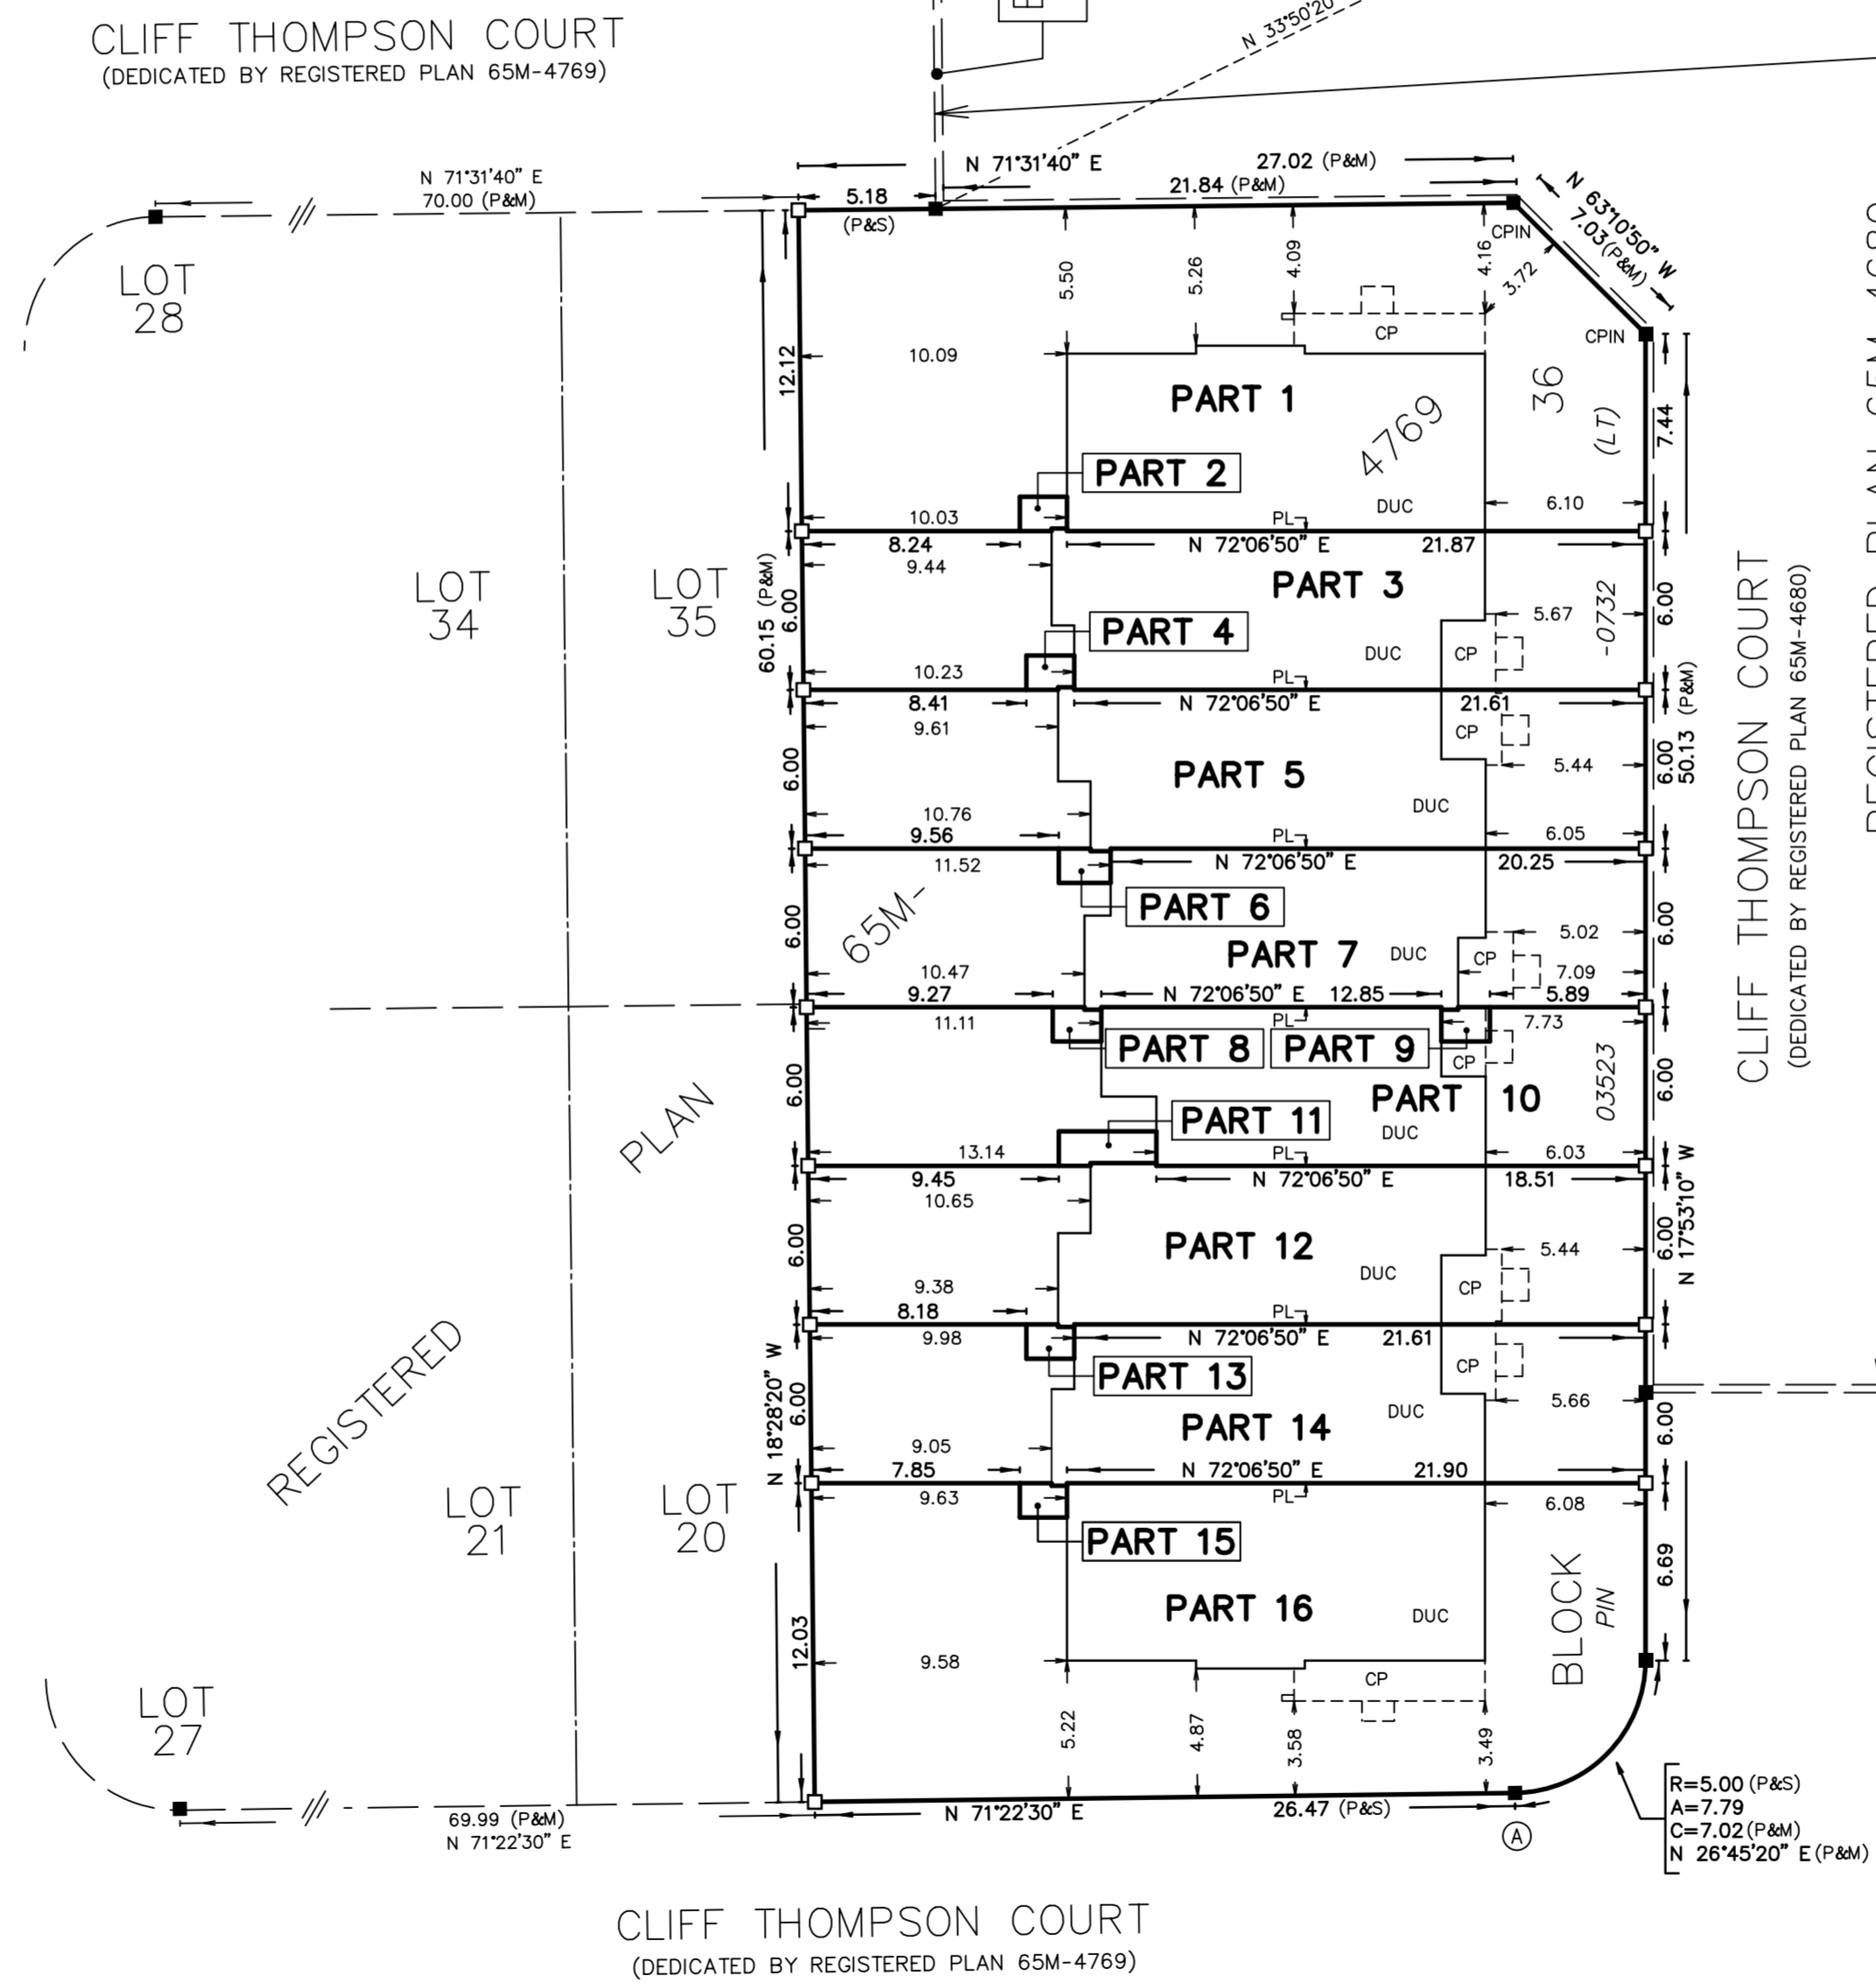 CLIFF THOMPSON COURT
(DEDICATED BY REGISTERED PLAN 65M-4769)
N 33°50'20"
N 71°31'40" E
70.00 (P&M)
N 71°31'40" E
27.02 (P&M)
5.18
(P&S)
21.84 (P&M)
N 63°10'50" W
7.03(P&M)
CPIN
3.72
CPIN
LOT
28
5.50
5.26
4.09
4.16
CP
12.12
10.09
PART 1
4769
36
(LT)
7.44
PART 2
DUC
6.10
10.03
PL
8.24
N 72°06'50" E
21.87
9.44
PART 3
LOT
34
LOT
35
60.15 (P&M)
6.00
5.67
-0732
6.00
PART 4
DUC
CP
10.23
PL
8.41
N 72°06'50" E
21.61
9.61
CP
50.13 (P&M)
6.00
6.00
PART 5
5.44
DUC
10.76
9.56
PL
6.05
11.52
N 72°06'50" E
20.25
65M-
PART 6
6.00
6.00
5.02
PART 7
DUC
CP
10.47
7.09
9.27
N 72°06'50" E
12.85
5.89
11.11
PL
7.73
PART 8
PART 9
CP
6.00
6.00
PART 10
03523
PLAN
PART 11
DUC
13.14
PL
6.03
9.45
N 72°06'50" E
18.51
10.65
N 17°53'10" W
6.00
6.00
PART 12
5.44
DUC
CP
9.38
8.18
PL
9.98
N 72°06'50" E
21.61
REGISTERED
N 18°28'20" W
6.00
PART 13
CP
5.66
6.00
DUC
PART 14
9.05
7.85
N 72°06'50" E
21.90
9.63
PL
6.08
LOT
21
LOT
20
PART 15
6.69
BLOCK
PIN
PART 16
DUC
12.03
9.58
CP
LOT
27
5.22
4.87
3.58
3.49
69.99 (P&M)
N 71°22'30" E
N 71°22'30" E
26.47 (P&S)
A
R=5.00 (P&S)
A=7.79
C=7.02 (P&M)
N 26°45'20" E (P&M)
CLIFF THOMPSON COURT
(DEDICATED BY REGISTERED PLAN 65M-4680)
CLIFF THOMPSON COURT
(DEDICATED BY REGISTERED PLAN 65M-4769)